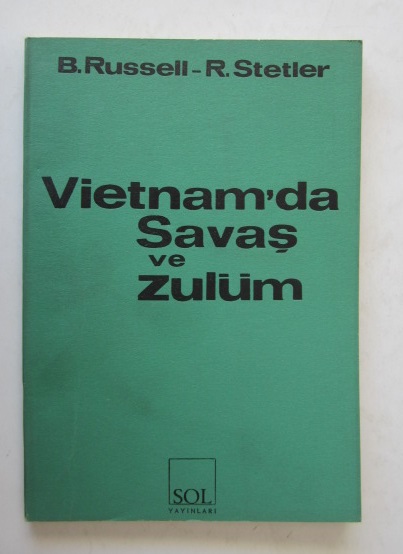 B.Russell-R.Stetler
Vietnam'da
Savaş
ve
zulüm
SOL
YAYINLARI